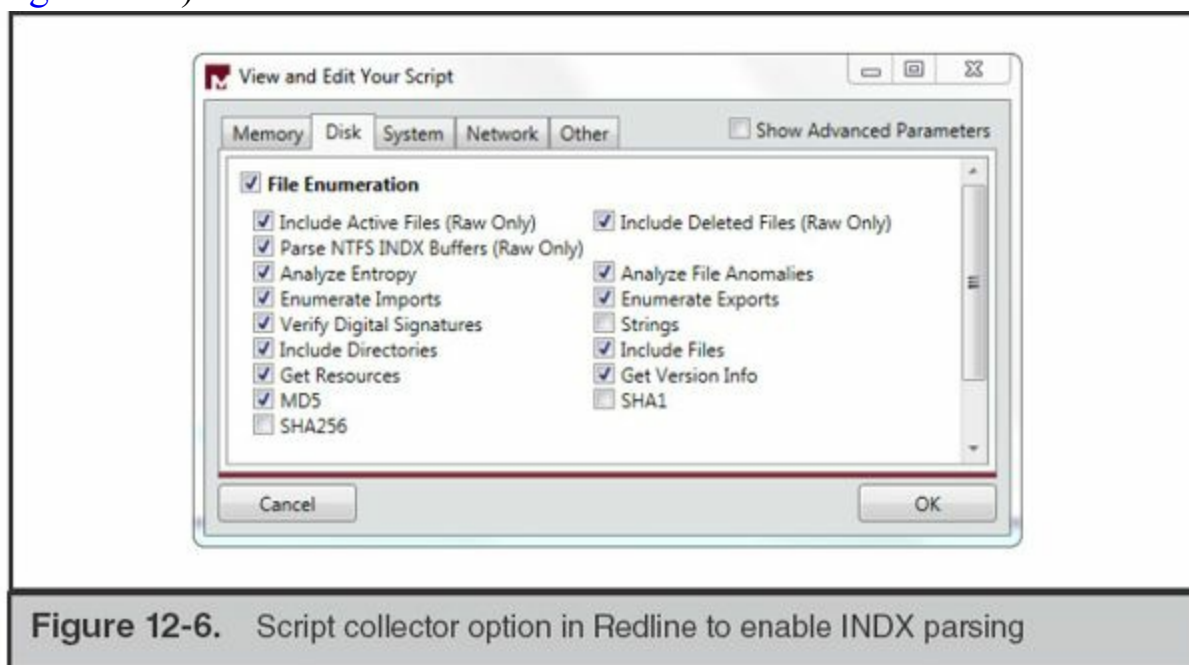 View and Edit Your Script
Memory Disk System Network Other Show Advanced Parameters
File Enumeration
Include Active Files (Raw Only) Include Deleted Files (Raw Only)
Parse NTFS INDX Buffers (Raw Only)
Analyze Entropy Analyze File Anomalies
Enumerate Imports Enumerate Exports
Verify Digital Signatures Strings
Include Directories Include Files
Get Resources Get Version Info
MD5 SHA1
SHA256
Cancel OK
Figure 12-6. Script collector option in Redline to enable INDX parsing